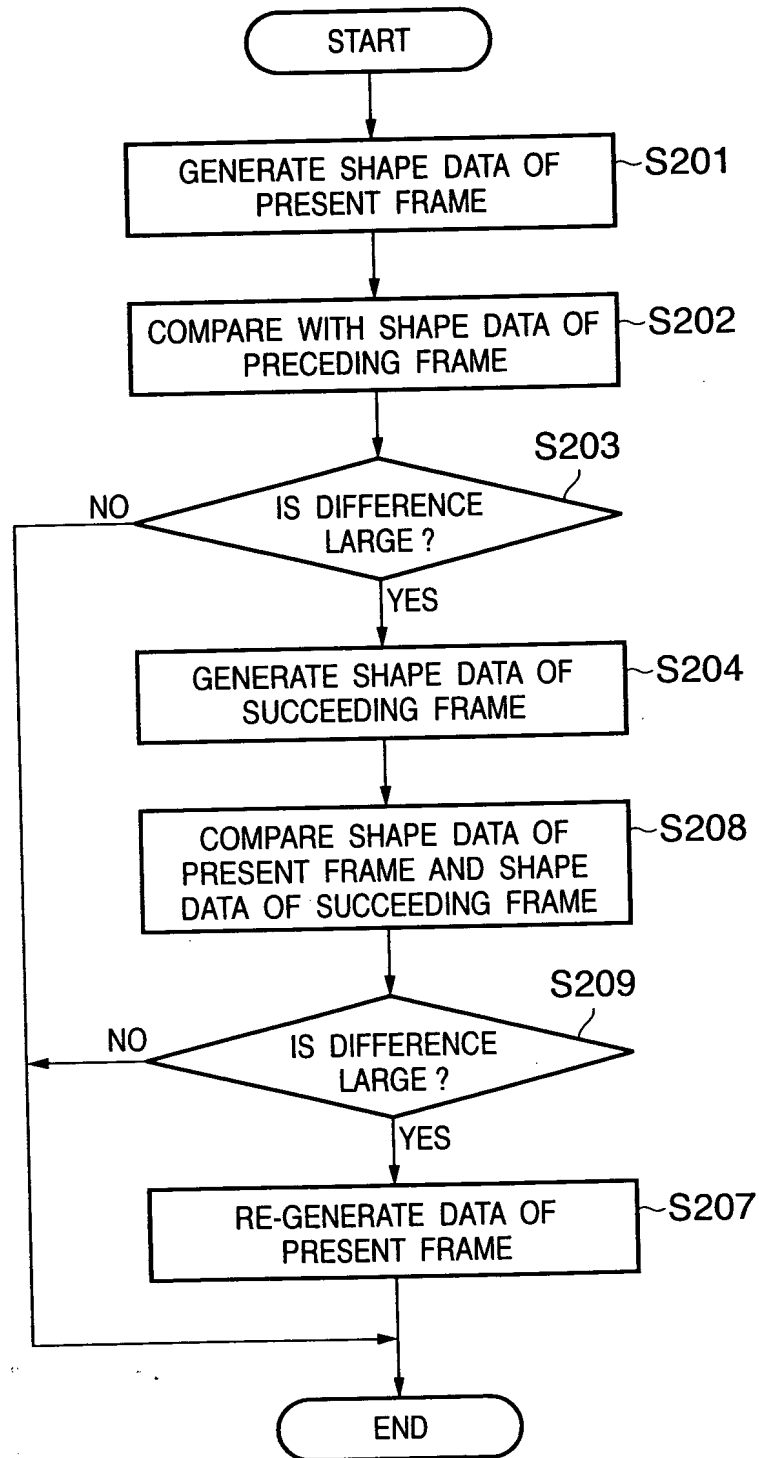 START
GENERATE SHAPE DATA OF
PRESENT FRAME
S201
COMPARE WITH SHAPE DATA OF
PRECEDING FRAME
S202
S203
IS DIFFERENCE
LARGE ?
NO
YES
GENERATE SHAPE DATA OF
SUCCEEDING FRAME
S204
COMPARE SHAPE DATA OF
PRESENT FRAME AND SHAPE
DATA OF SUCCEEDING FRAME
S208
S209
IS DIFFERENCE
LARGE ?
NO
YES
RE-GENERATE DATA OF
PRESENT FRAME
S207
END